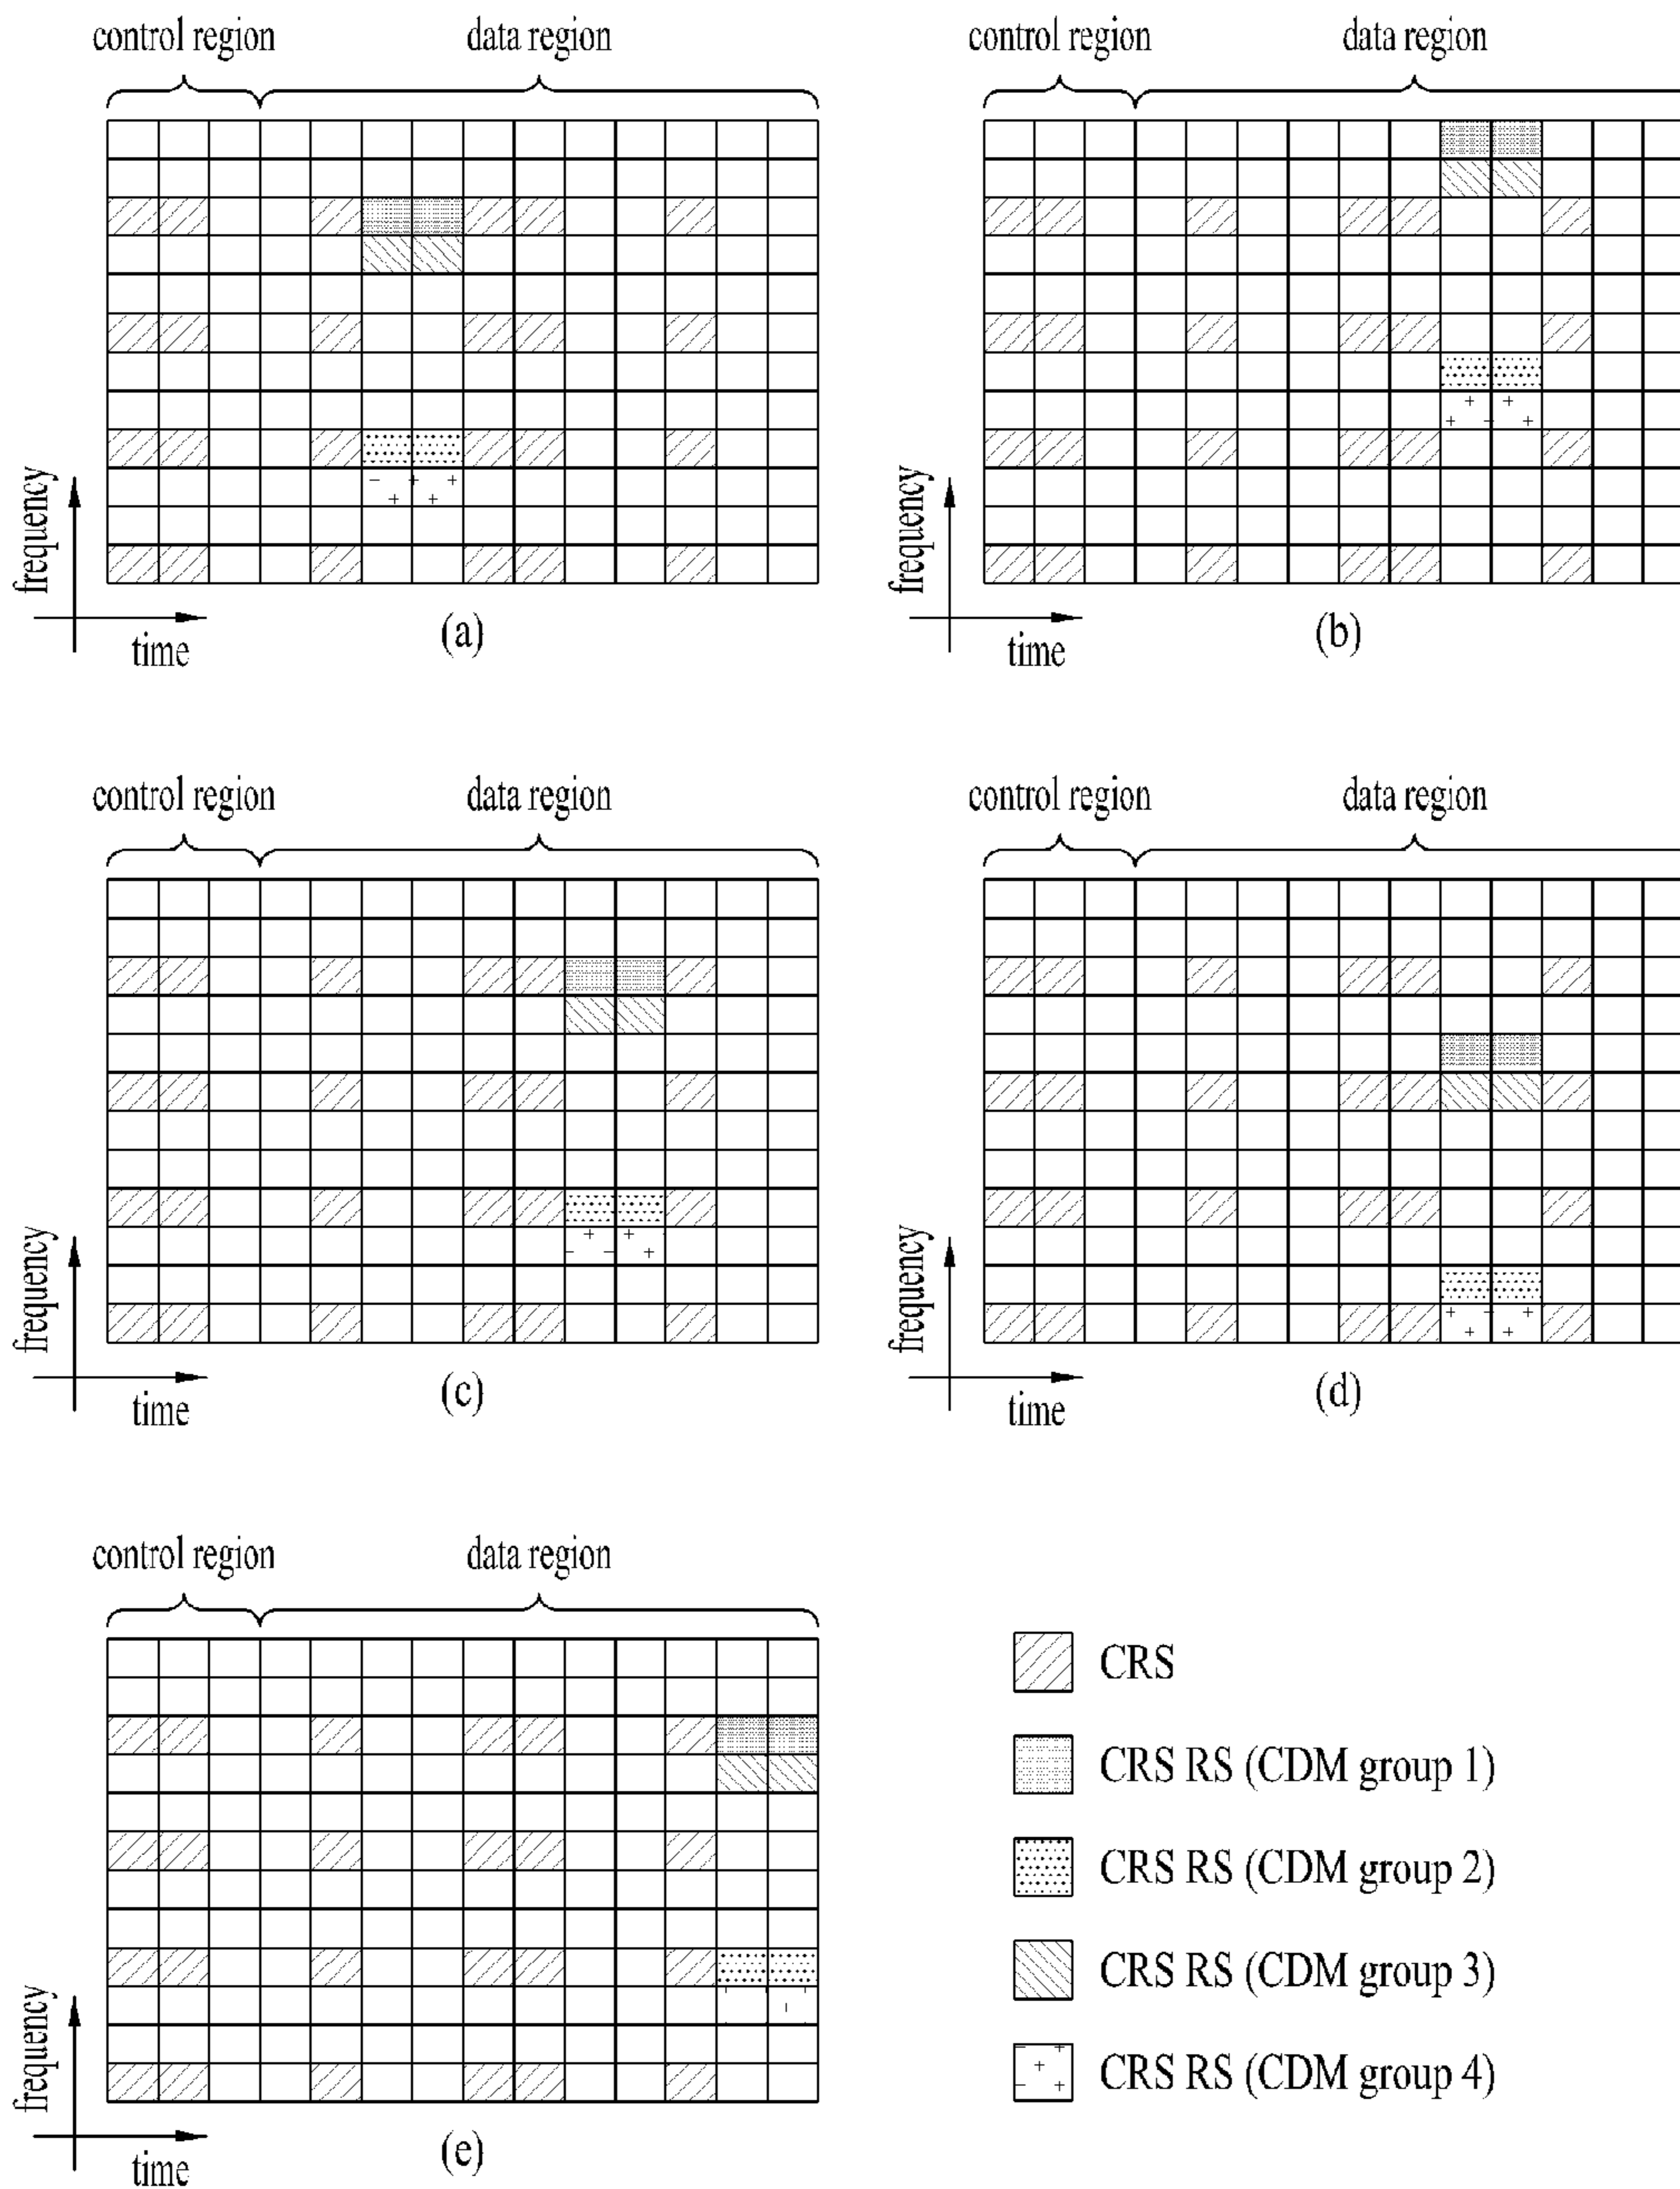 control region
data region
control region
data region
frequency
time
(a)
frequency
time
(b)
control region
data region
control region
data region
frequency
time
(c)
frequency
time
(d)
control region
data region
frequency
time
(e)
CRS
CRS RS (CDM group 1)
CRS RS (CDM group 2)
CRS RS (CDM group 3)
CRS RS (CDM group 4)